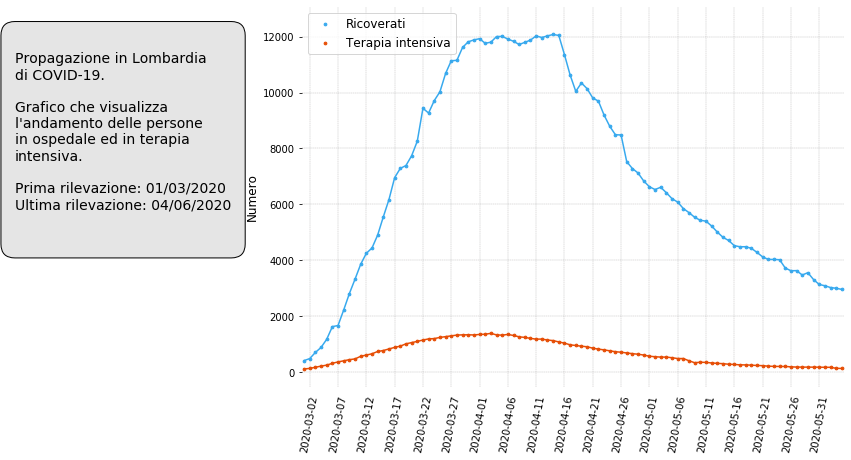 Propagazione in Lombardia
di COVID-19.
Grafico che visualizza
l'andamento delle persone
in ospedale ed in terapia
intensiva.
Prima rilevazione: 01/03/2020
Ultima rilevazione: 04/06/2020
Ricoverati
Terapia intensiva
Numero
12000
10000
8000
6000
4000
2000
0
2020-03-02
2020-03-07
2020-03-12
2020-03-17
2020-03-22
2020-03-27
2020-04-01
2020-04-06
2020-04-11
2020-04-16
2020-04-21
2020-04-26
2020-05-01
2020-05-06
2020-05-11
2020-05-16
2020-05-21
2020-05-26
2020-05-31